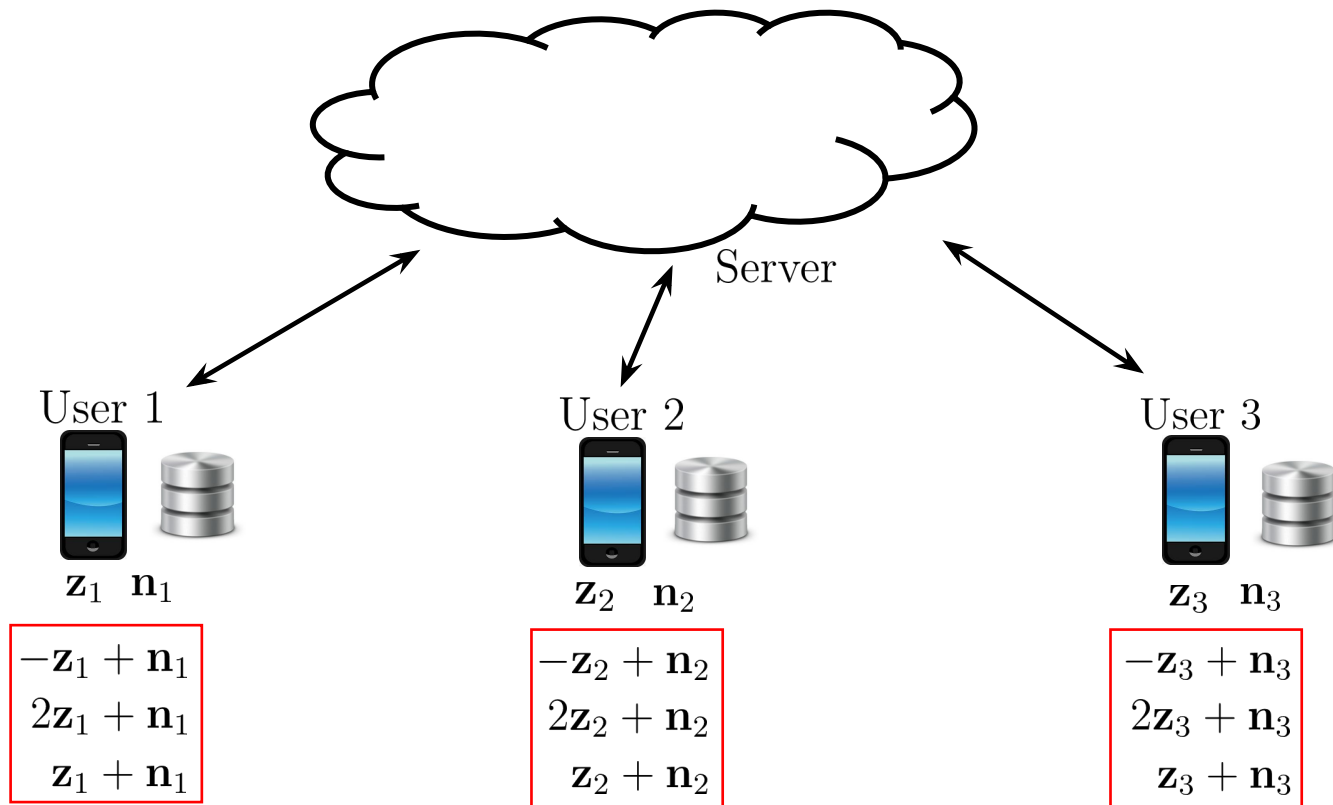 Server
User 1
User 2
User 3
𝐳₁ 𝐧₁
𝐳₂ 𝐧₂
𝐳₃ 𝐧₃
−𝐳₁ + 𝐧₁
2𝐳₁ + 𝐧₁
𝐳₁ + 𝐧₁
−𝐳₂ + 𝐧₂
2𝐳₂ + 𝐧₂
𝐳₂ + 𝐧₂
−𝐳₃ + 𝐧₃
2𝐳₃ + 𝐧₃
𝐳₃ + 𝐧₃